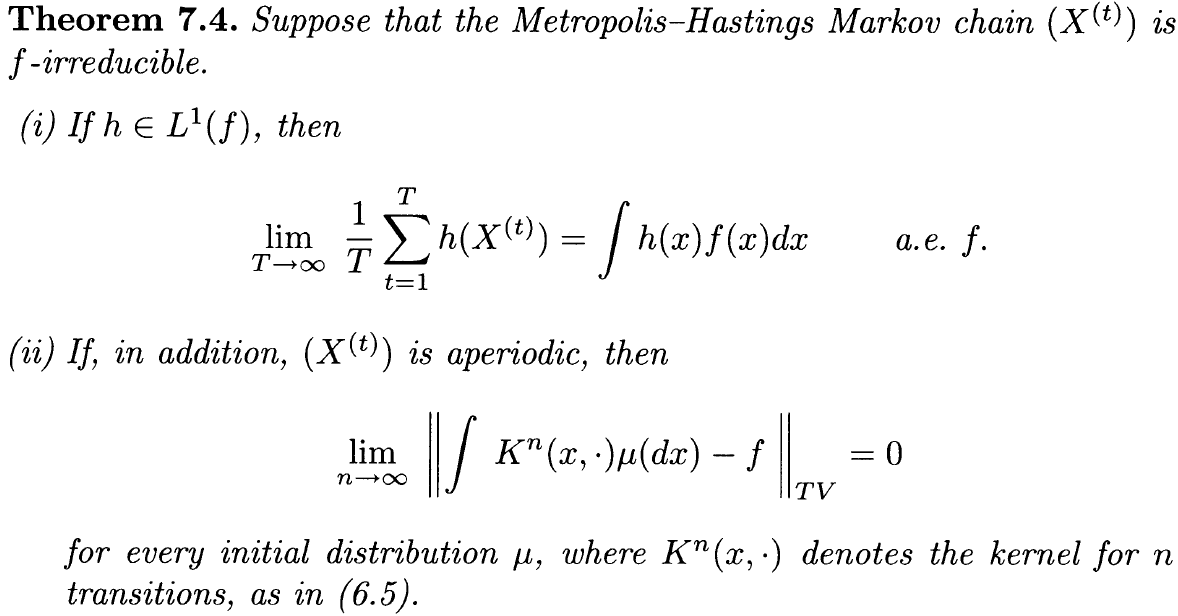 Theorem 7.4. Suppose that the Metropolis–Hastings Markov chain (X^{(t)}) is
f-irreducible.
(i) If h ∈ L^1(f), then
lim_{T→∞} \frac{1}{T} \sum_{t=1}^{T} h(X^{(t)}) = ∫ h(x)f(x)dx a.e. f.
(ii) If, in addition, (X^{(t)}) is aperiodic, then
lim_{n→∞} ‖∫ K^n(x, ·)μ(dx) − f‖_{TV} = 0
for every initial distribution μ, where K^n(x, ·) denotes the kernel for n
transitions, as in (6.5).